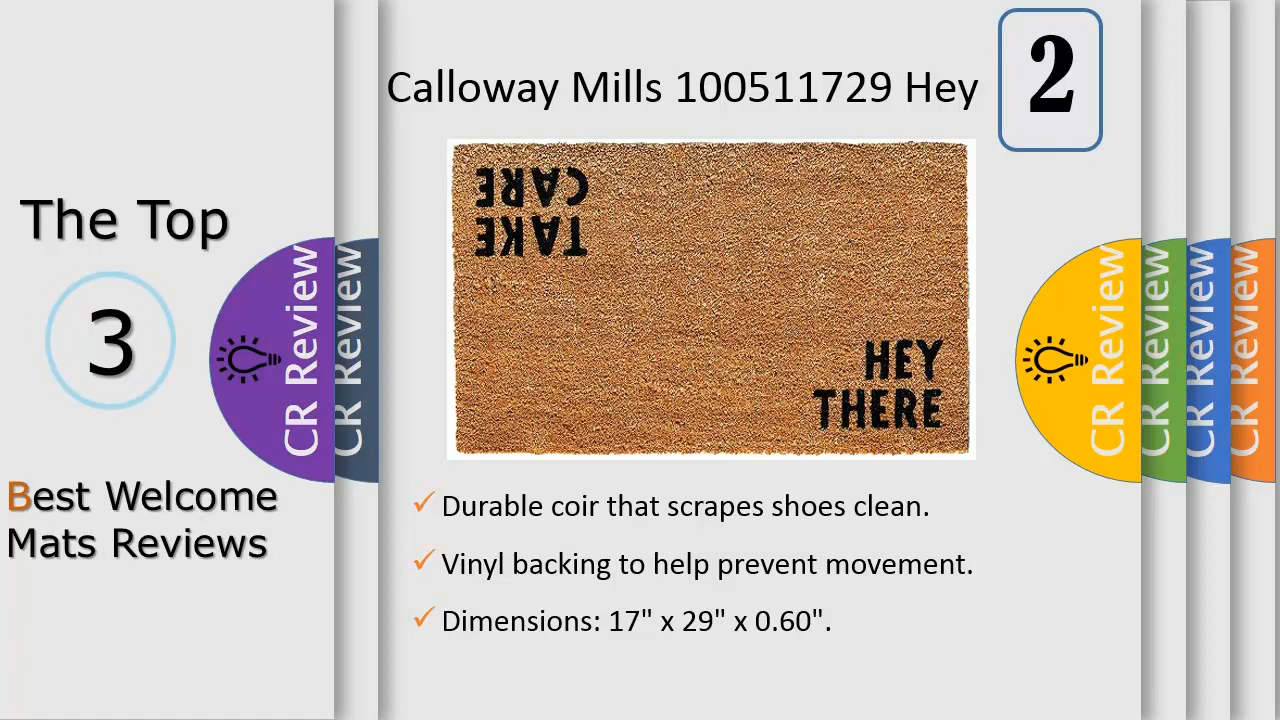 The Top
3
Best Welcome
Mats Reviews
CR Review
CR Review
Calloway Mills 100511729 Hey
2
TAKE
CARE
HEY
THERE
Durable coir that scrapes shoes clean.
Vinyl backing to help prevent movement.
Dimensions: 17" x 29" x 0.60".
CR Review
CR Review
CR Review
CR Review